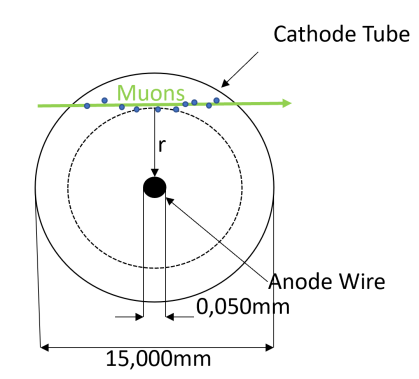 Cathode Tube
Muons
r
Anode Wire
0,050mm
15,000mm